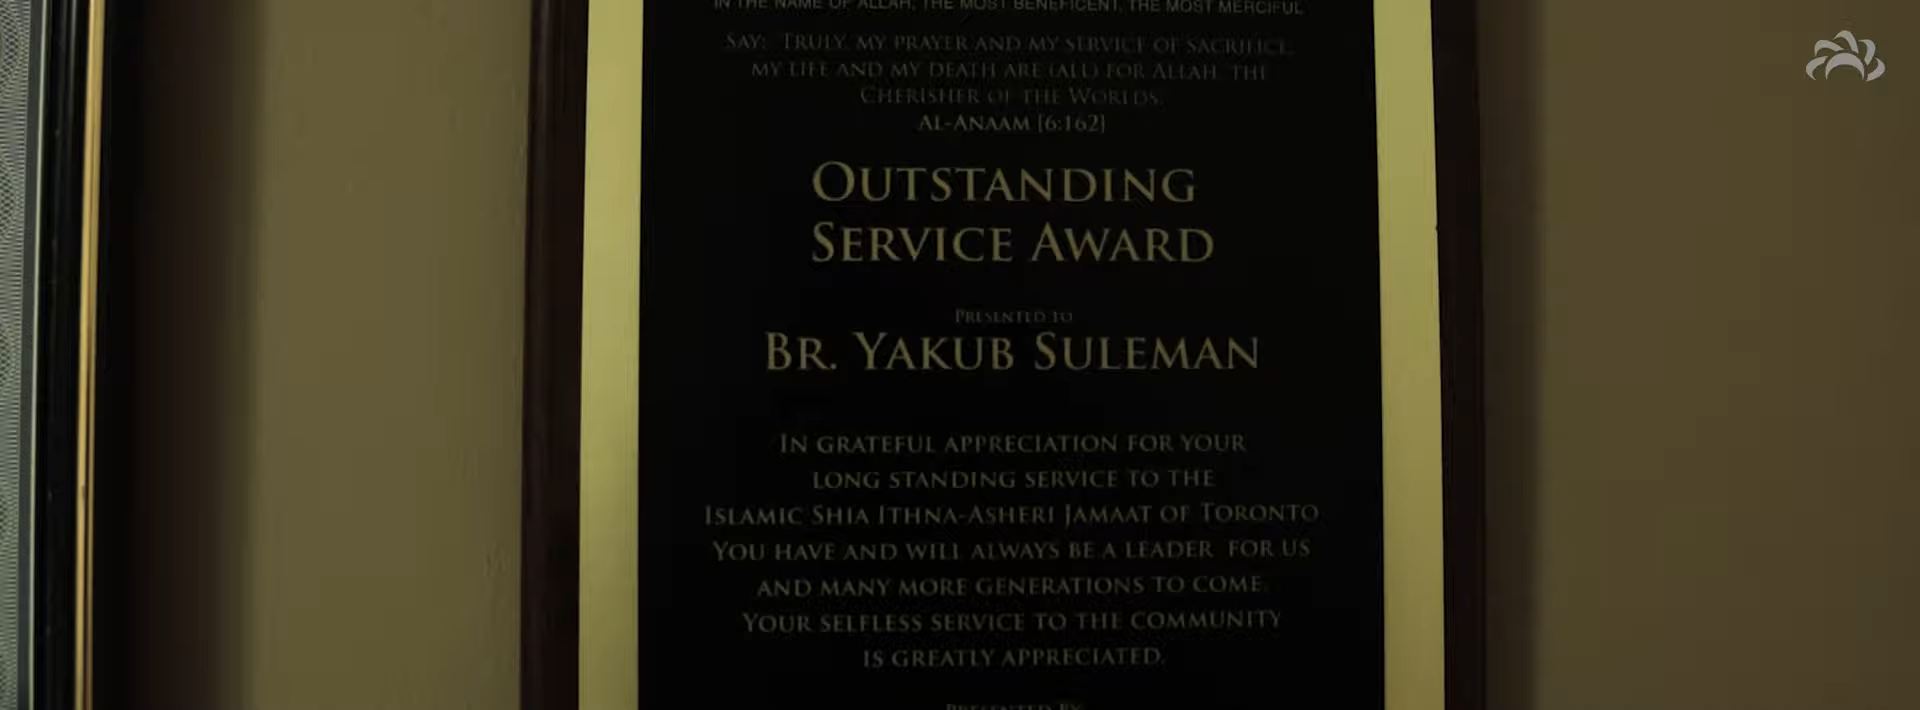 IN THE NAME OF ALLAH, THE MOST BENEFICENT, THE MOST MERCIFUL
SAY: TRULY, MY PRAYER AND MY SERVICE OF SACRIFICE,
MY LIFE AND MY DEATH ARE (ALL) FOR ALLAH, THE
CHERISHER OF THE WORLDS.
AL-ANAAM [6:162]
OUTSTANDING
SERVICE AWARD
PRESENTED TO
BR. YAKUB SULEMAN
IN GRATEFUL APPRECIATION FOR YOUR
LONG STANDING SERVICE TO THE
ISLAMIC SHIA ITHNA-ASHERI JAMAAT OF TORONTO
YOU HAVE AND WILL ALWAYS BE A LEADER FOR US
AND MANY MORE GENERATIONS TO COME.
YOUR SELFLESS SERVICE TO THE COMMUNITY
IS GREATLY APPRECIATED.
PRESENTED BY